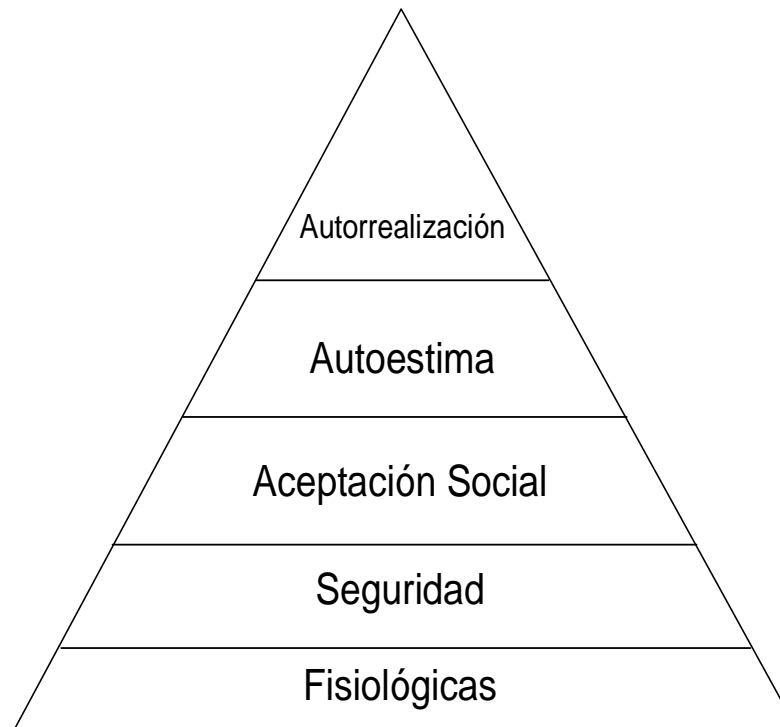 Autorrealización
Autoestima
Aceptación Social
Seguridad
Fisiológicas